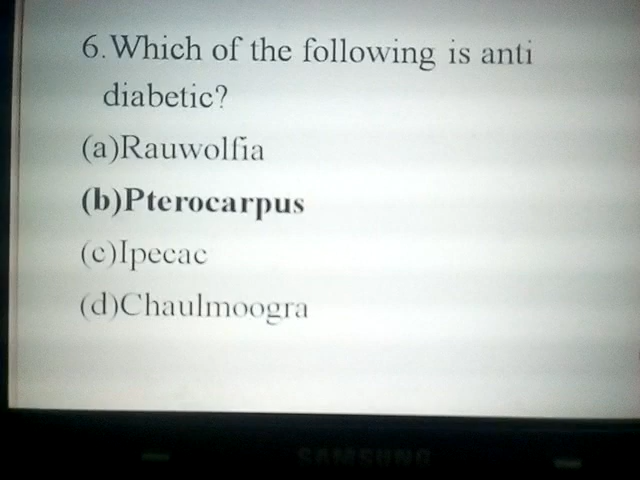 6.Which of the following is anti
diabetic?
(a)Rauwolfia
(b)Pterocarpus
(c)Ipecac
(d)Chaulmoogra
SAMSUNG